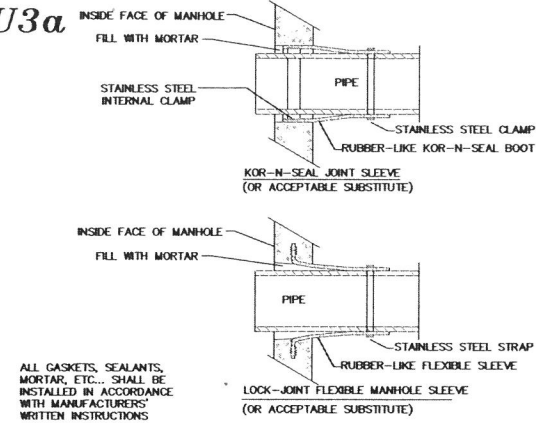 U3a
INSIDE FACE OF MANHOLE
FILL WITH MORTAR
PIPE
STAINLESS STEEL
INTERNAL CLAMP
STAINLESS STEEL CLAMP
RUBBER-LIKE KOR-N-SEAL BOOT
KOR-N-SEAL JOINT SLEEVE
(OR ACCEPTABLE SUBSTITUTE)
INSIDE FACE OF MANHOLE
FILL WITH MORTAR
PIPE
STAINLESS STEEL STRAP
RUBBER-LIKE FLEXIBLE SLEEVE
LOCK-JOINT FLEXIBLE MANHOLE SLEEVE
(OR ACCEPTABLE SUBSTITUTE)
ALL GASKETS, SEALANTS,
MORTAR, ETC... SHALL BE
INSTALLED IN ACCORDANCE
WITH MANUFACTURERS'
WRITTEN INSTRUCTIONS